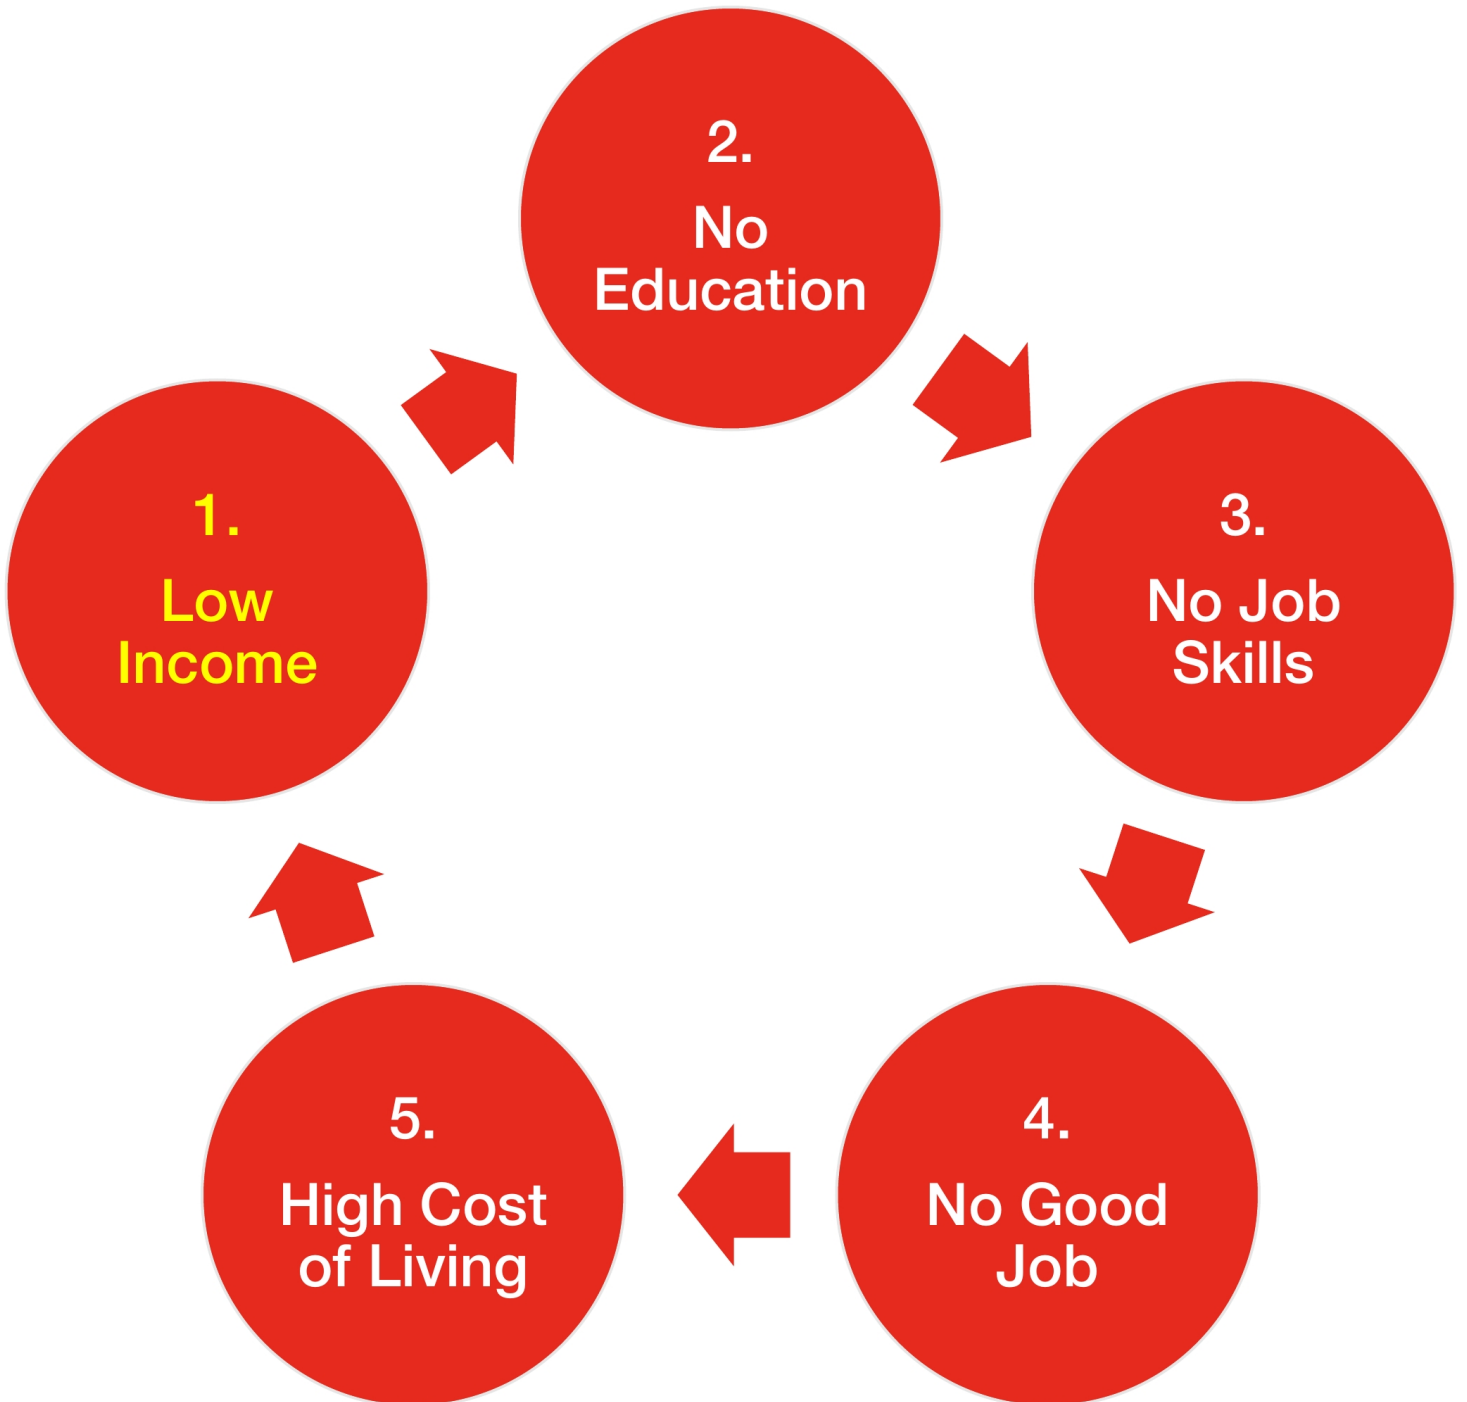 1.
Low
Income
2.
No
Education
3.
No Job
Skills
4.
No Good
Job
5.
High Cost
of Living